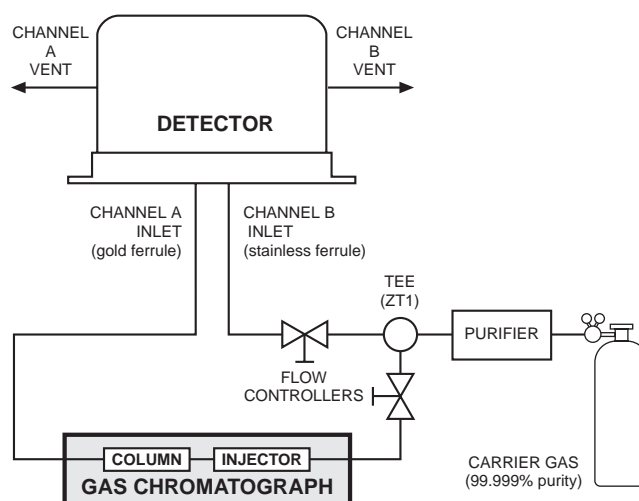 CHANNEL
A
VENT
CHANNEL
B
VENT
DETECTOR
CHANNEL A
INLET
(gold ferrule)
CHANNEL B
INLET
(stainless ferrule)
TEE
(ZT1)
PURIFIER
FLOW
CONTROLLERS
COLUMN
INJECTOR
GAS CHROMATOGRAPH
CARRIER GAS
(99.999% purity)